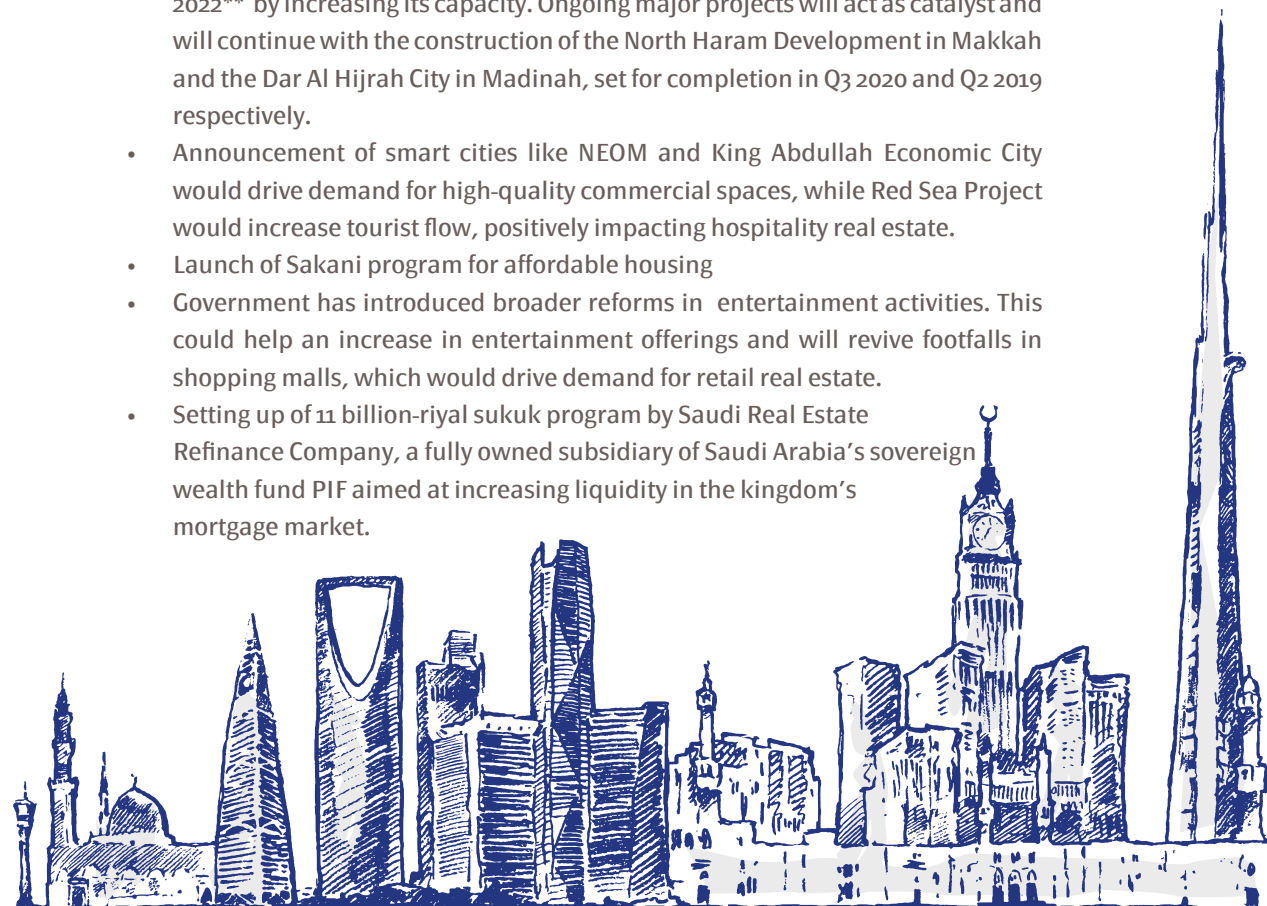 2022** by increasing its capacity. Ongoing major projects will act as catalyst and
will continue with the construction of the North Haram Development in Makkah
and the Dar Al Hijrah City in Madinah, set for completion in Q3 2020 and Q2 2019
respectively.
• Announcement of smart cities like NEOM and King Abdullah Economic City
would drive demand for high-quality commercial spaces, while Red Sea Project
would increase tourist flow, positively impacting hospitality real estate.
• Launch of Sakani program for affordable housing
• Government has introduced broader reforms in entertainment activities. This
could help an increase in entertainment offerings and will revive footfalls in
shopping malls, which would drive demand for retail real estate.
• Setting up of 11 billion-riyal sukuk program by Saudi Real Estate
Refinance Company, a fully owned subsidiary of Saudi Arabia's sovereign
wealth fund PIF aimed at increasing liquidity in the kingdom's
mortgage market.